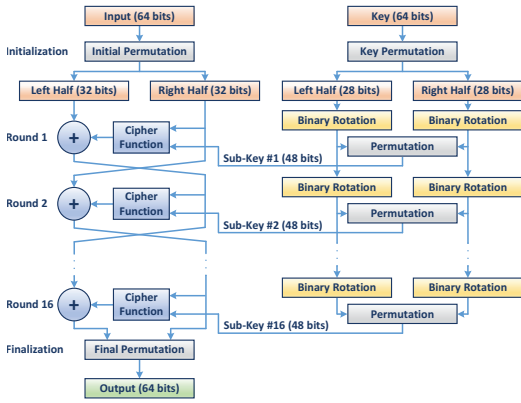 Input (64 bits)
Key (64 bits)
Initialization
Initial Permutation
Key Permutation
Left Half (32 bits)
Right Half (32 bits)
Left Half (28 bits)
Right Half (28 bits)
Binary Rotation
Binary Rotation
Round 1
+
Cipher
Function
Permutation
Sub-Key #1 (48 bits)
Binary Rotation
Binary Rotation
Round 2
+
Cipher
Function
Permutation
Sub-Key #2 (48 bits)
Binary Rotation
Binary Rotation
Round 16
+
Cipher
Function
Permutation
Sub-Key #16 (48 bits)
Finalization
Final Permutation
Output (64 bits)